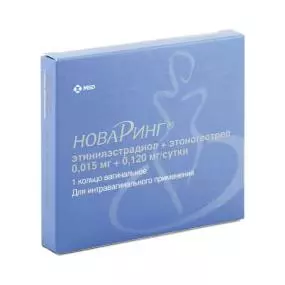 MSD
НОВАРИНГ®
этинилэстрадиол + этоногестрел
0,015 мг + 0,120 мг/сутки
1 кольцо вагинальное
Для интравагинального применения